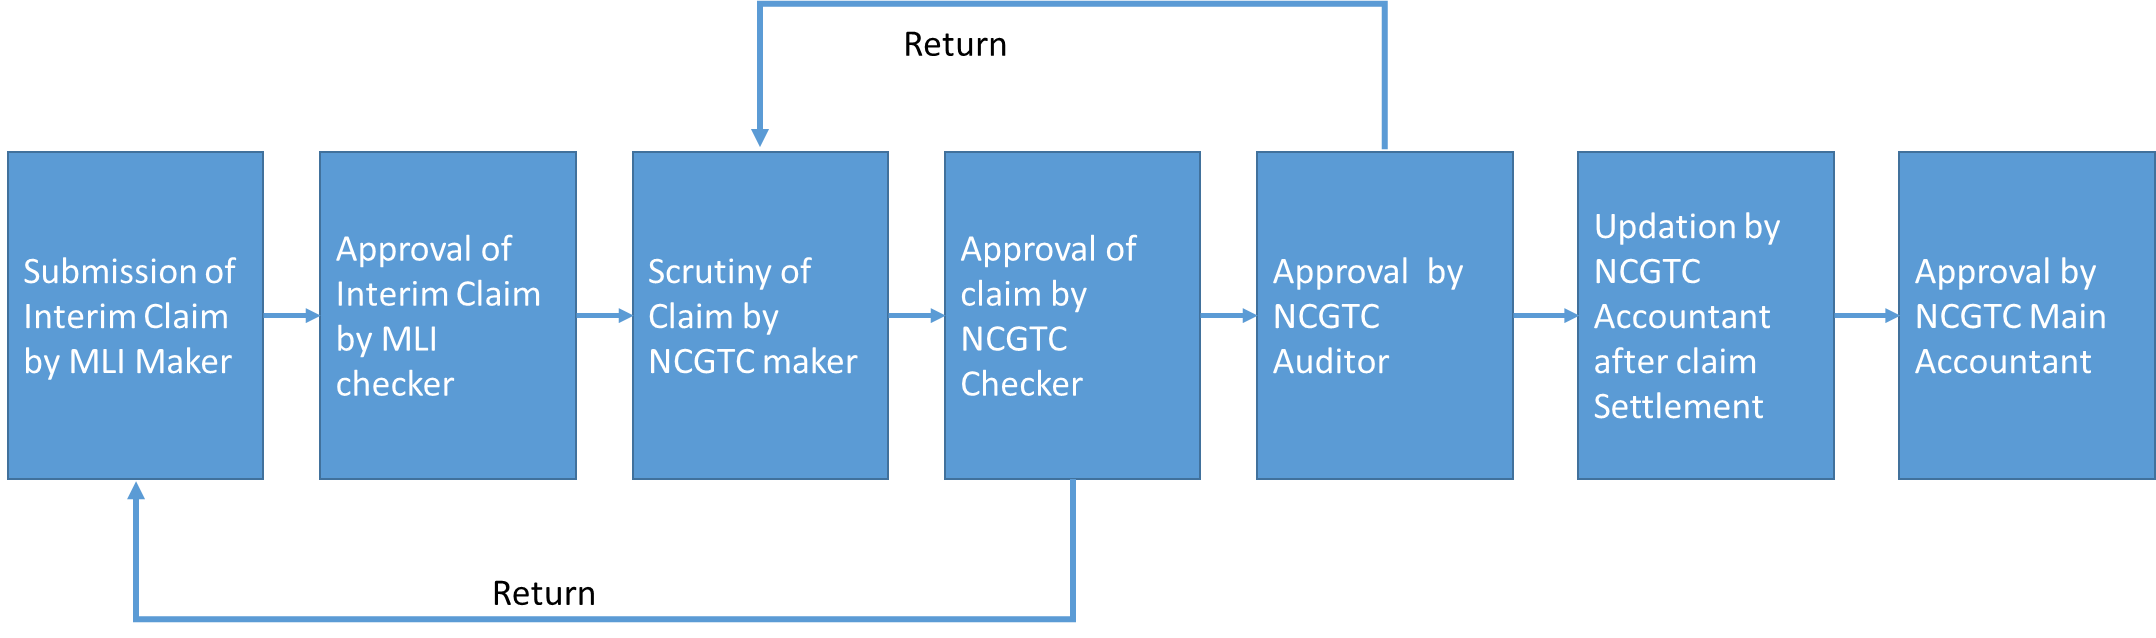 Return
Submission of
Interim Claim
by MLI Maker
Approval of
Interim Claim
by MLI
checker
Scrutiny of
Claim by
NCGTC maker
Approval of
claim by
NCGTC
Checker
Approval  by
NCGTC
Auditor
Updation by
NCGTC
Accountant
after claim
Settlement
Approval by
NCGTC Main
Accountant
Return